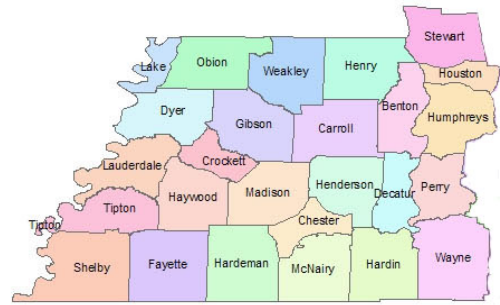 Stewart
Lake
Obion
Weakley
Henry
Houston
Benton
Dyer
Gibson
Carroll
Humphreys
Lauderdale
Crockett
Haywood
Madison
Henderson
Decatur
Perry
Tipton
Tipton
Chester
Shelby
Fayette
Hardeman
McNairy
Hardin
Wayne